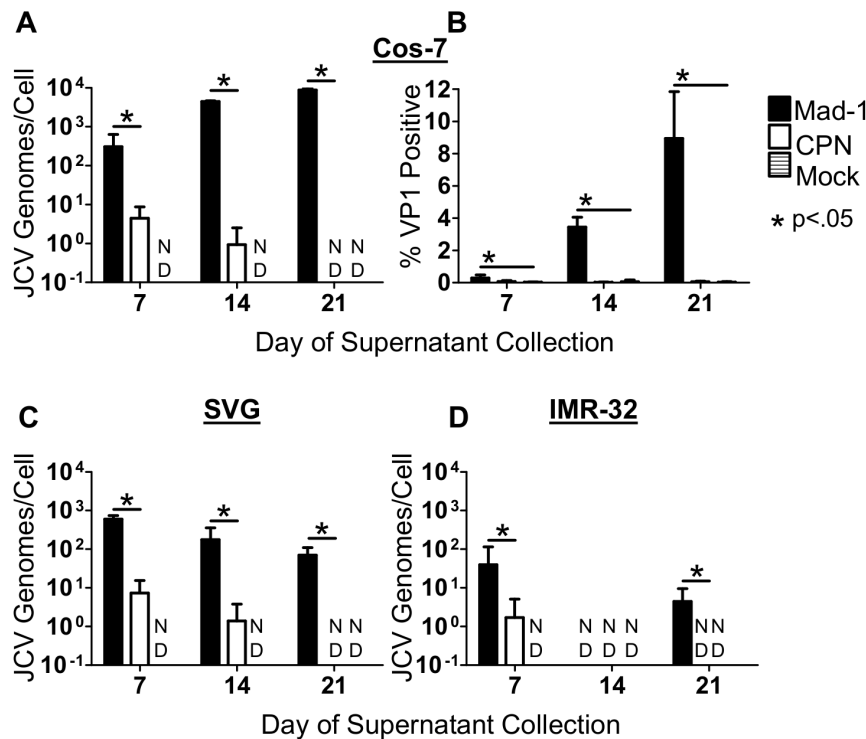 A
Cos-7
B
JCV Genomes/Cell
10^4
10^3
10^2
10^1
10^0
10^-1
*
*
*
N
D
N
D
N N
D D
7
14
21
% VP1 Positive
12
10
8
6
4
2
0
*
*
*
7
14
21
Mad-1
CPN
Mock
* p<.05
Day of Supernatant Collection
C
SVG
JCV Genomes/Cell
10^4
10^3
10^2
10^1
10^0
10^-1
*
*
*
N
D
N
D
N N
D D
7
14
21
D
IMR-32
JCV Genomes/Cell
10^4
10^3
10^2
10^1
10^0
10^-1
*
*
N
D
N N N
D D D
N N
D D
7
14
21
Day of Supernatant Collection